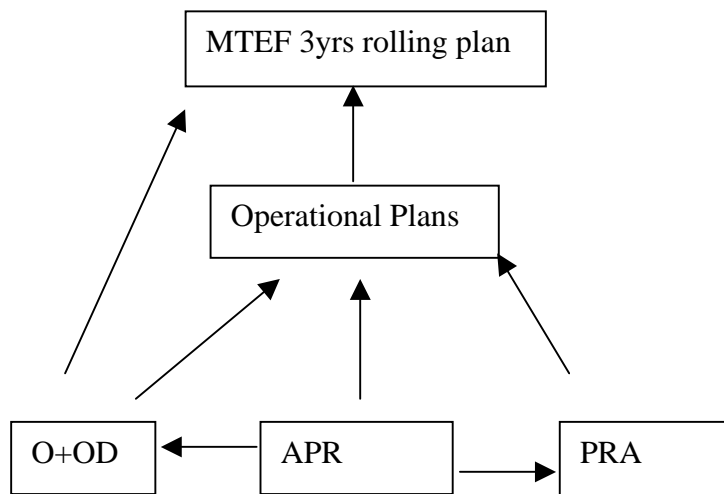 MTEF 3yrs rolling plan
Operational Plans
O+OD
APR
PRA